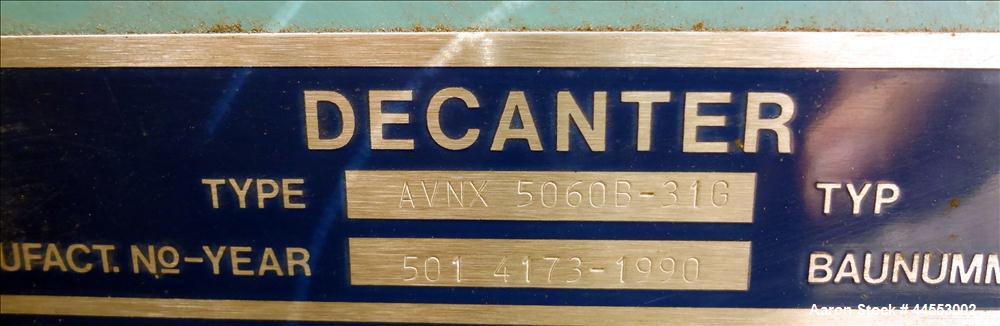 DECANTER
TYPE AVNX 5060B-31G TYP
UFACT. Nº-YEAR 501 4173-1990 BAUNUMM
Aaron Stock # 44553002